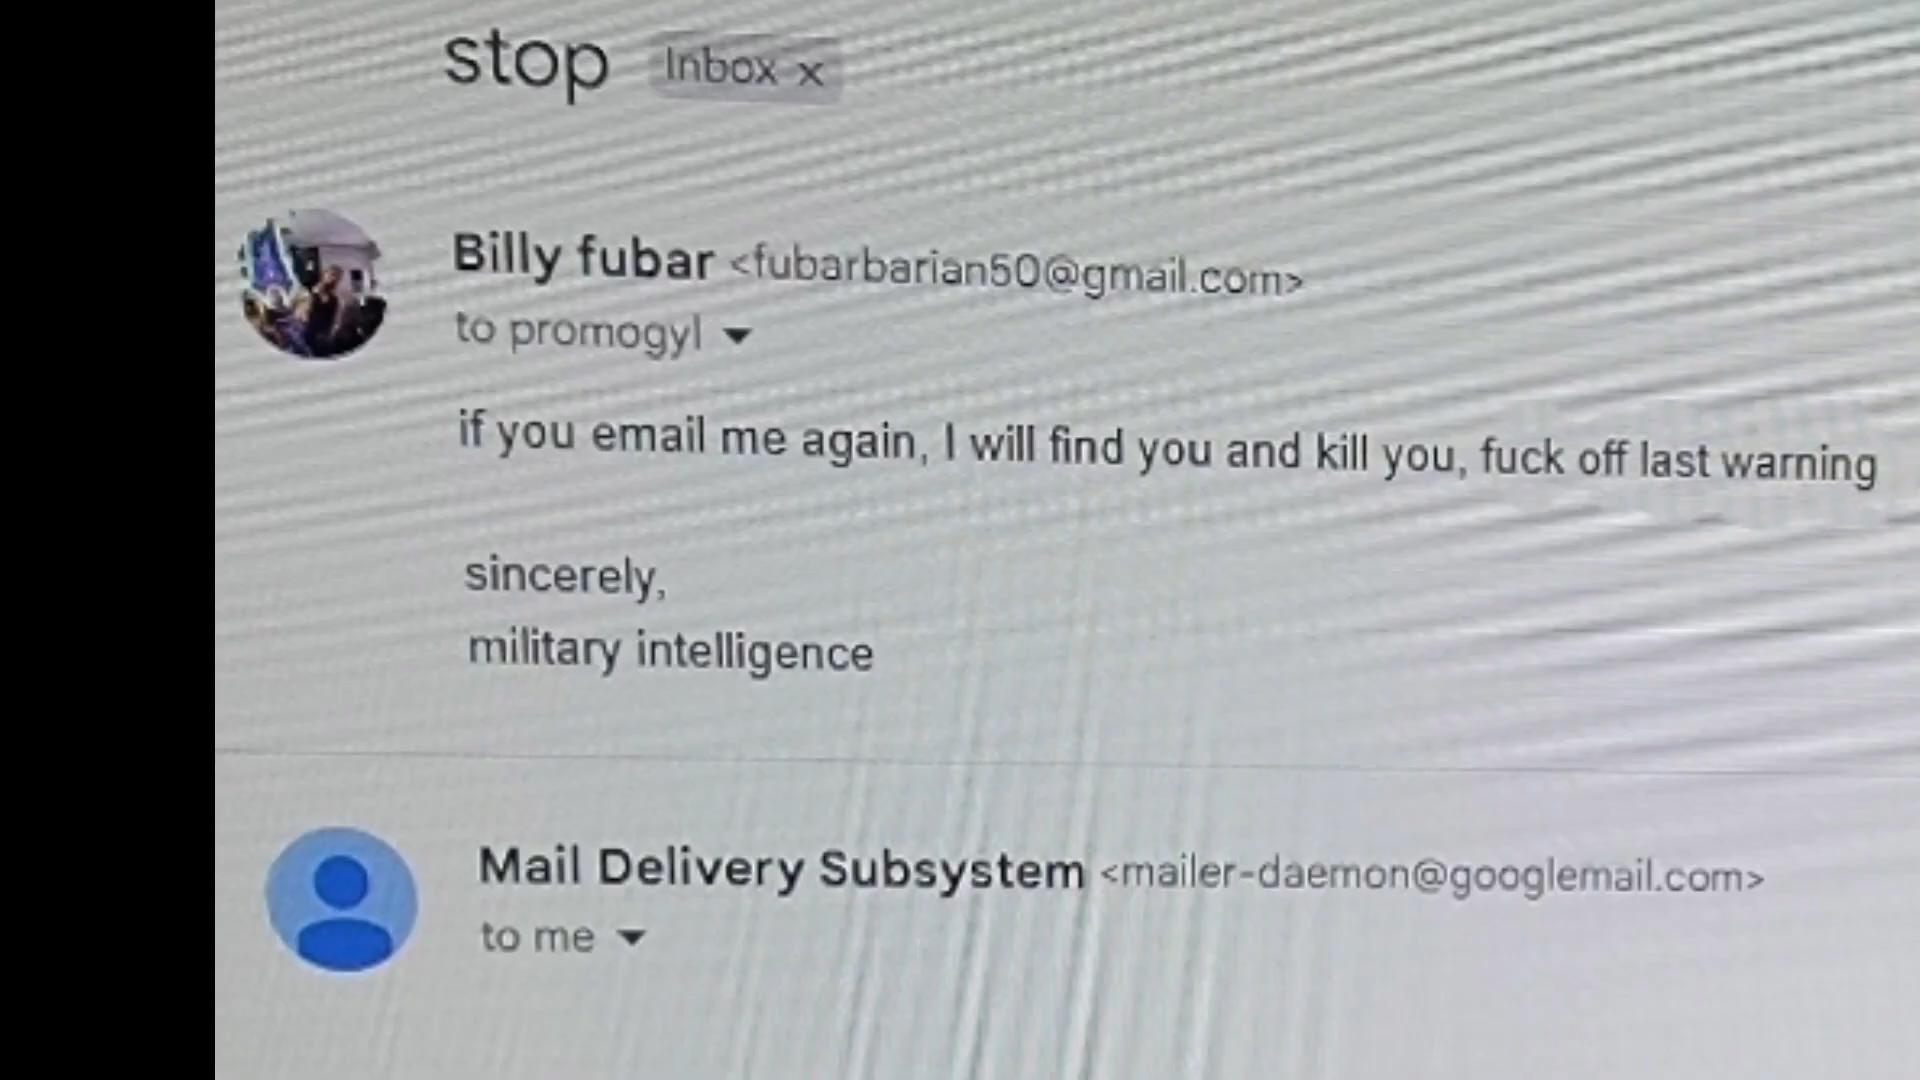 stop Inbox x
Billy fubar <fubarbarian50@gmail.com>
to promogyl
if you email me again, I will find you and kill you, fuck off last warning
sincerely,
military intelligence
Mail Delivery Subsystem <mailer-daemon@googlemail.com>
to me